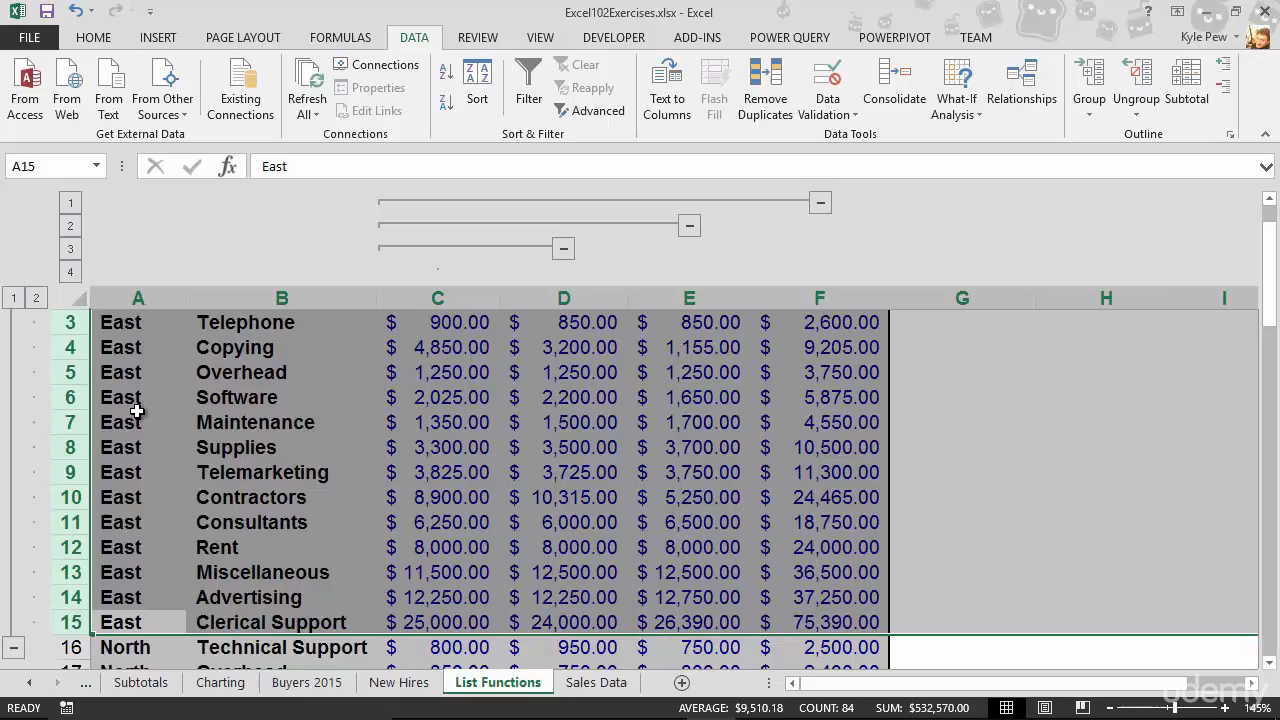 Excel102Exercises.xlsx - Excel
FILE HOME INSERT PAGE LAYOUT FORMULAS DATA REVIEW VIEW DEVELOPER ADD-INS POWER QUERY POWERPIVOT TEAM Kyle Pew
From Access From Web From Text From Other Sources Existing Connections Refresh All Connections Properties Edit Links Sort Filter Clear Reapply Advanced Text to Columns Flash Fill Remove Duplicates Data Validation Consolidate What-If Analysis Relationships Group Ungroup Subtotal
Get External Data Connections Sort & Filter Data Tools Outline
A15 fx East
1
2
3
4
1 2 A B C D E F G H I
3 East Telephone $ 900.00 $ 850.00 $ 850.00 $ 2,600.00
4 East Copying $ 4,850.00 $ 3,200.00 $ 1,155.00 $ 9,205.00
5 East Overhead $ 1,250.00 $ 1,250.00 $ 1,250.00 $ 3,750.00
6 East Software $ 2,025.00 $ 2,200.00 $ 1,650.00 $ 5,875.00
7 East Maintenance $ 1,350.00 $ 1,500.00 $ 1,700.00 $ 4,550.00
8 East Supplies $ 3,300.00 $ 3,500.00 $ 3,700.00 $ 10,500.00
9 East Telemarketing $ 3,825.00 $ 3,725.00 $ 3,750.00 $ 11,300.00
10 East Contractors $ 8,900.00 $ 10,315.00 $ 5,250.00 $ 24,465.00
11 East Consultants $ 6,250.00 $ 6,000.00 $ 6,500.00 $ 18,750.00
12 East Rent $ 8,000.00 $ 8,000.00 $ 8,000.00 $ 24,000.00
13 East Miscellaneous $ 11,500.00 $ 12,500.00 $ 12,500.00 $ 36,500.00
14 East Advertising $ 12,250.00 $ 12,250.00 $ 12,750.00 $ 37,250.00
15 East Clerical Support $ 25,000.00 $ 24,000.00 $ 26,390.00 $ 75,390.00
16 North Technical Support $ 800.00 $ 950.00 $ 750.00 $ 2,500.00
... Subtotals Charting Buyers 2015 New Hires List Functions Sales Data
udemy
READY AVERAGE: $9,510.18 COUNT: 84 SUM: $532,570.00 145%